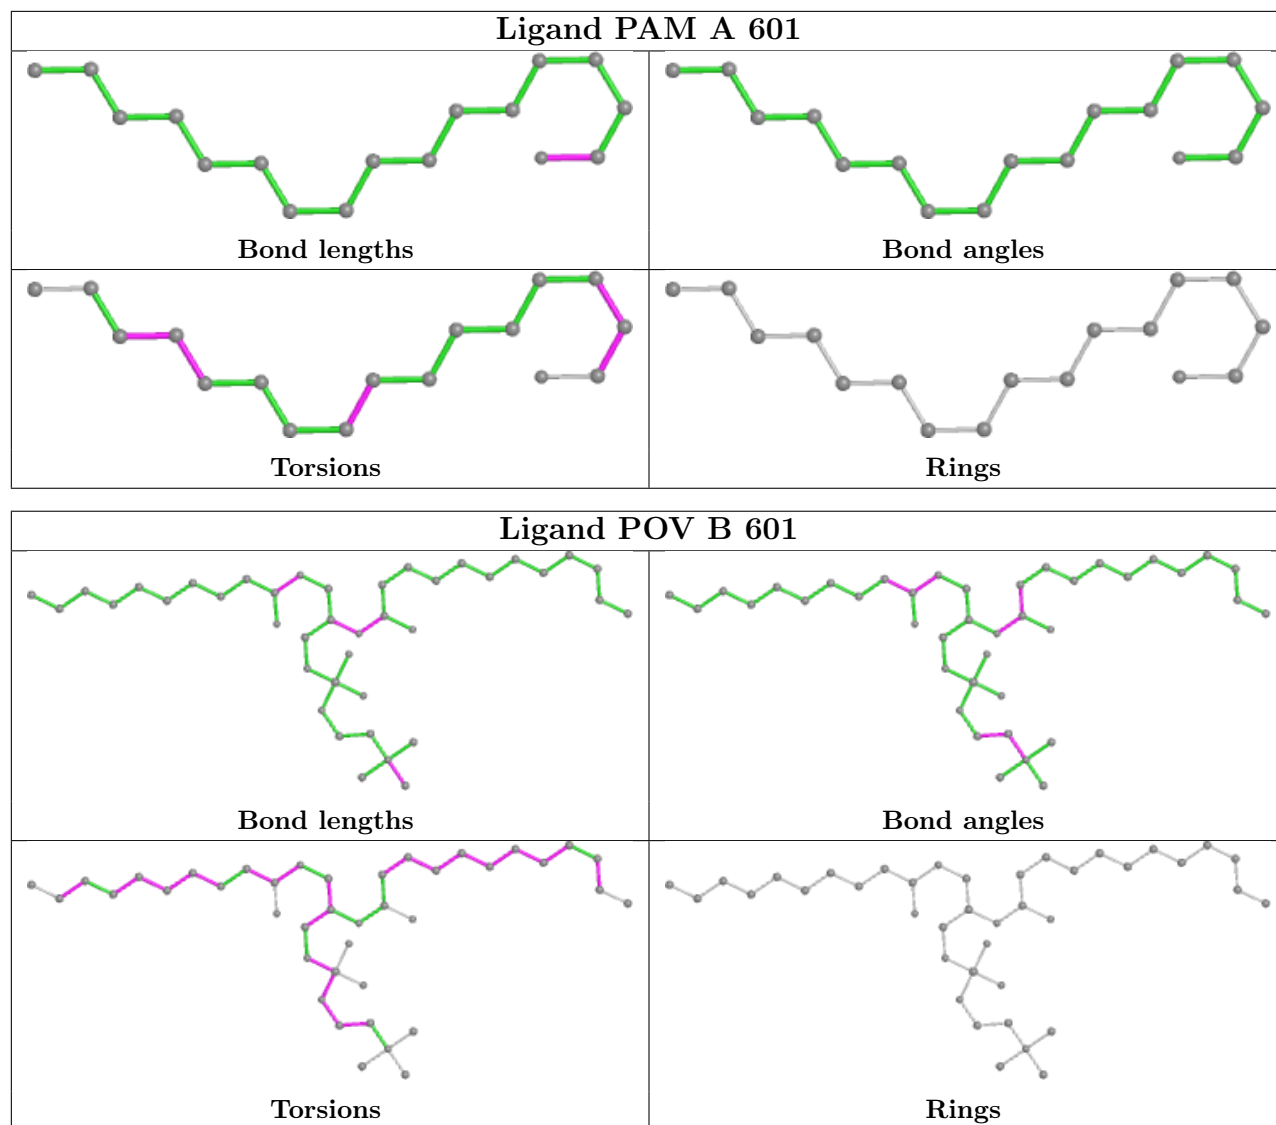 Ligand PAM A 601
Bond lengths
Bond angles
Torsions
Rings
Ligand POV B 601
Bond lengths
Bond angles
Torsions
Rings